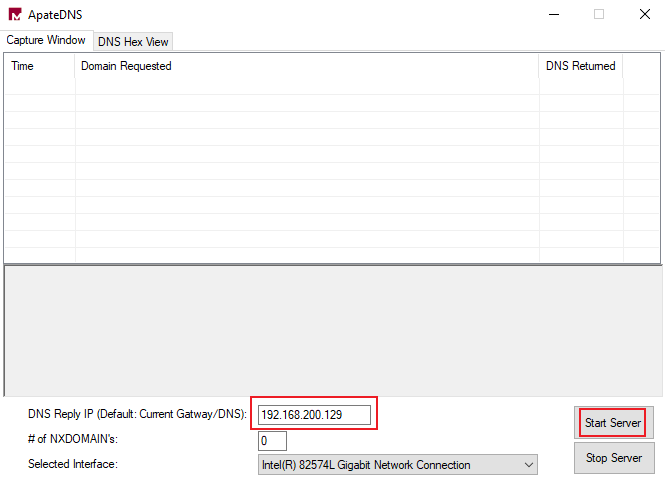 ApateDNS
Capture Window DNS Hex View
Time Domain Requested DNS Returned
DNS Reply IP (Default: Current Gatway/DNS): 192.168.200.129
# of NXDOMAIN's: 0
Selected Interface: Intel(R) 82574L Gigabit Network Connection
Start Server
Stop Server